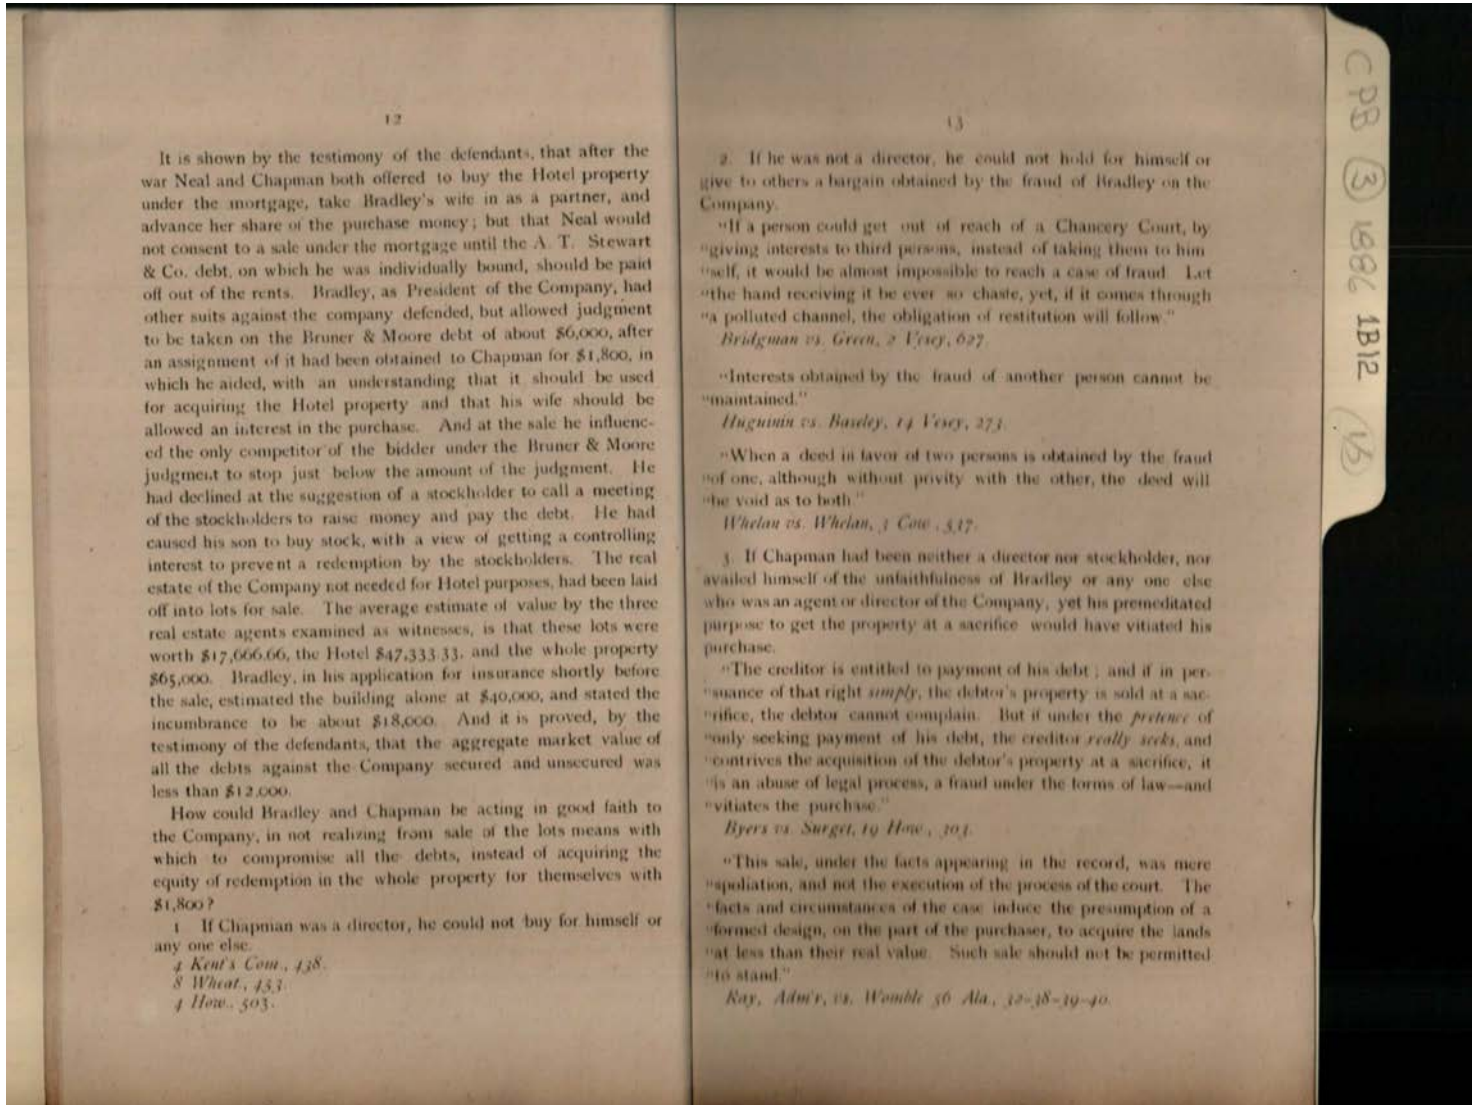 12
It is shown by the testimony of the defendants, that after the
war Neal and Chapman both offered to buy the Hotel property
under the mortgage, take Bradley's wife in as a partner, and
advance her share of the purchase money; but that Neal would
not consent to a sale under the mortgage until the A. T. Stewart
& Co. debt, on which he was individually bound, should be paid
off out of the rents. Bradley, as President of the Company, had
other suits against the company defended, but allowed judgment
to be taken on the Bruner & Moore debt of about $6,000, after
an assignment of it had been obtained to Chapman for $1,800, in
which he aided, with an understanding that it should be used
for acquiring the Hotel property and that his wife should be
allowed an interest in the purchase. And at the sale he influenc-
ed the only competitor of the bidder under the Bruner & Moore
judgment to stop just below the amount of the judgment. He
had declined at the suggestion of a stockholder to call a meeting
of the stockholders to raise money and pay the debt. He had
caused his son to buy stock, with a view of getting a controlling
interest to prevent a redemption by the stockholders. The real
estate of the Company not needed for Hotel purposes, had been laid
off into lots for sale. The average estimate of value by the three
real estate agents examined as witnesses, is that these lots were
worth $17,666.66, the Hotel $47,333.33, and the whole property
$65,000. Bradley, in his application for insurance shortly before
the sale, estimated the building alone at $40,000, and stated the
incumbrance to be about $18,000. And it is proved, by the
testimony of the defendants, that the aggregate market value of
all the debts against the Company secured and unsecured was
less than $12,000.
How could Bradley and Chapman be acting in good faith to
the Company, in not realizing from sale of the lots means with
which to compromise all the debts, instead of acquiring the
equity of redemption in the whole property for themselves with
$1,800?
1 If Chapman was a director, he could not buy for himself or
any one else.
4 Kent's Com., 438.
8 Wheat., 453.
4 How., 503.
13
2. If he was not a director, he could not hold for himself or
give to others a bargain obtained by the fraud of Bradley on the
Company.
"If a person could get out of reach of a Chancery Court, by
"giving interests to third persons, instead of taking them to him
"self, it would be almost impossible to reach a case of fraud. Let
"the hand receiving it be ever so chaste, yet, if it comes through
"a polluted channel, the obligation of restitution will follow."
Bridgman vs. Green, 2 Vesey, 627.
"Interests obtained by the fraud of another person cannot be
"maintained."
Huguinin vs. Baseley, 14 Vesey, 273.
"When a deed in favor of two persons is obtained by the fraud
"of one, although without privity with the other, the deed will
"be void as to both."
Whelan vs. Whelan, 3 Cow., 537.
3. If Chapman had been neither a director nor stockholder, nor
availed himself of the unfaithfulness of Bradley or any one else
who was an agent or director of the Company, yet his premeditated
purpose to get the property at a sacrifice would have vitiated his
purchase.
"The creditor is entitled to payment of his debt; and if in per-
"suance of that right simply, the debtor's property is sold at a sac-
"rifice, the debtor cannot complain. But if under the pretence of
"only seeking payment of his debt, the creditor really seeks, and
"contrives the acquisition of the debtor's property at a sacrifice, it
"is an abuse of legal process, a fraud under the forms of law—and
"vitiates the purchase."
Byers vs. Surget, 19 How., 303.
"This sale, under the facts appearing in the record, was mere
"spoliation, and not the execution of the process of the court. The
"facts and circumstances of the case induce the presumption of a
"formed design, on the part of the purchaser, to acquire the lands
"at less than their real value. Such sale should not be permitted
"to stand."
Ray, Adm'r, vs. Womble 56 Ala., 32-38-39-40.
CPB (3) 1886 1B12